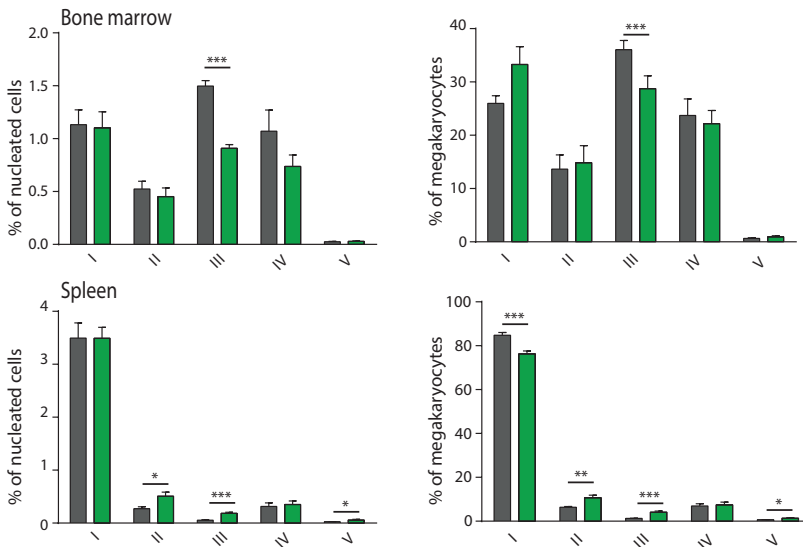 Bone marrow
% of nucleated cells
2.0
1.5
1.0
0.5
0.0
***
I
II
III
IV
V
% of megakaryocytes
40
30
20
10
0
***
I
II
III
IV
V
Spleen
% of nucleated cells
4
3
2
1
0
*
***
*
I
II
III
IV
V
% of megakaryocytes
100
80
60
40
20
0
***
**
***
*
I
II
III
IV
V